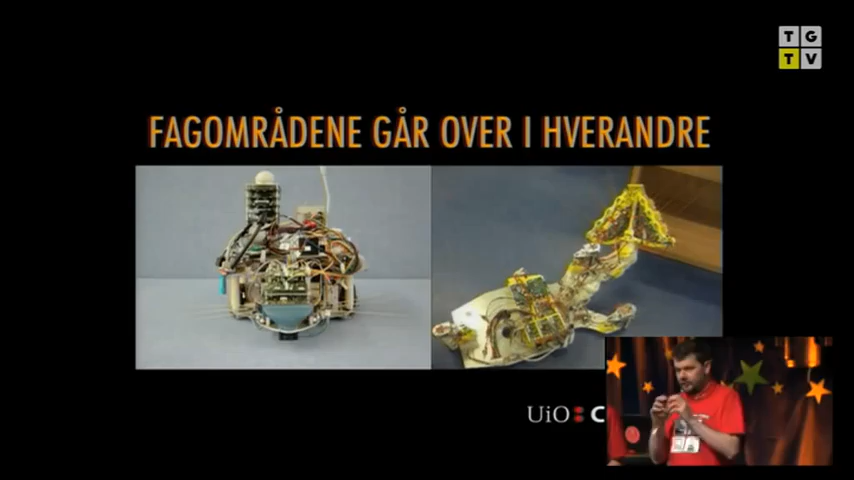 TG
TV
FAGOMRÅDENE GÅR OVER I HVERANDRE
UiO: C